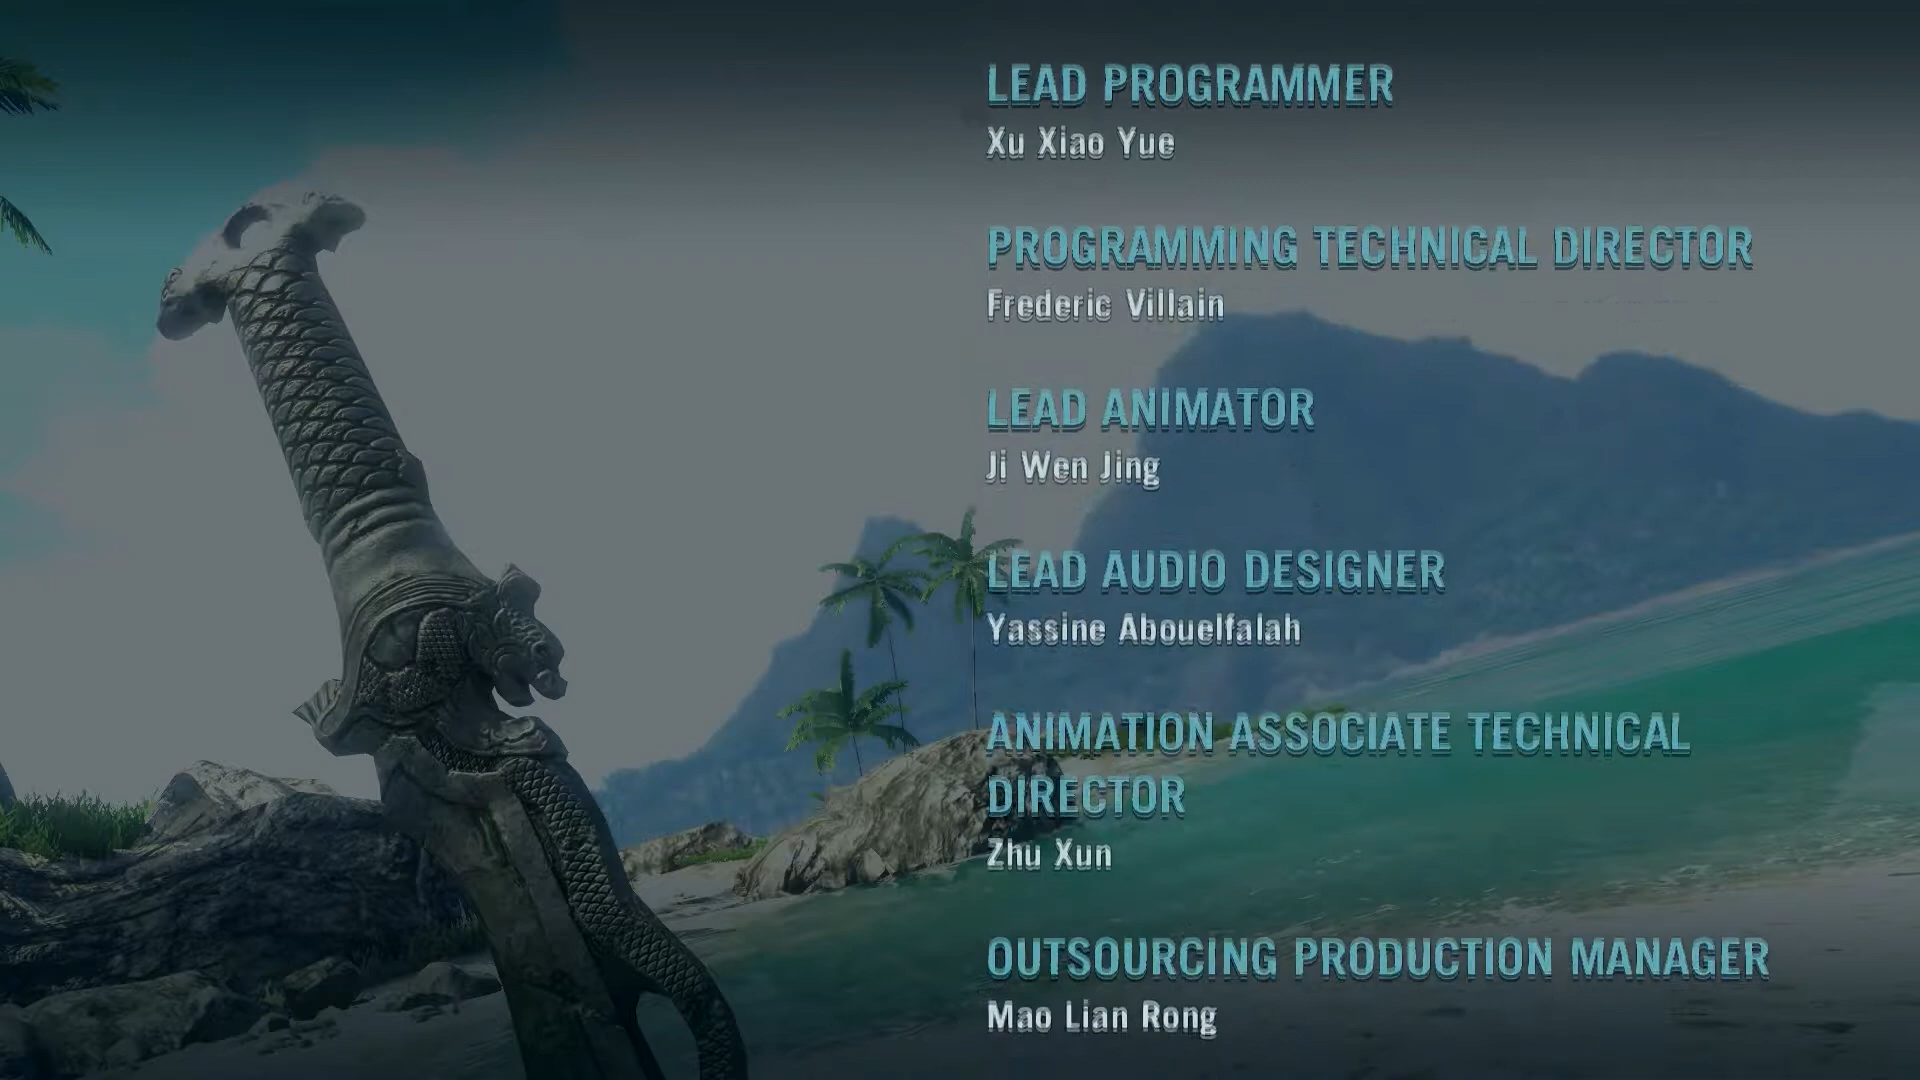 LEAD PROGRAMMER
Xu Xiao Yue
PROGRAMMING TECHNICAL DIRECTOR
Frederic Villain
LEAD ANIMATOR
Ji Wen Jing
LEAD AUDIO DESIGNER
Yassine Abouelfalah
ANIMATION ASSOCIATE TECHNICAL
DIRECTOR
Zhu Xun
OUTSOURCING PRODUCTION MANAGER
Mao Lian Rong